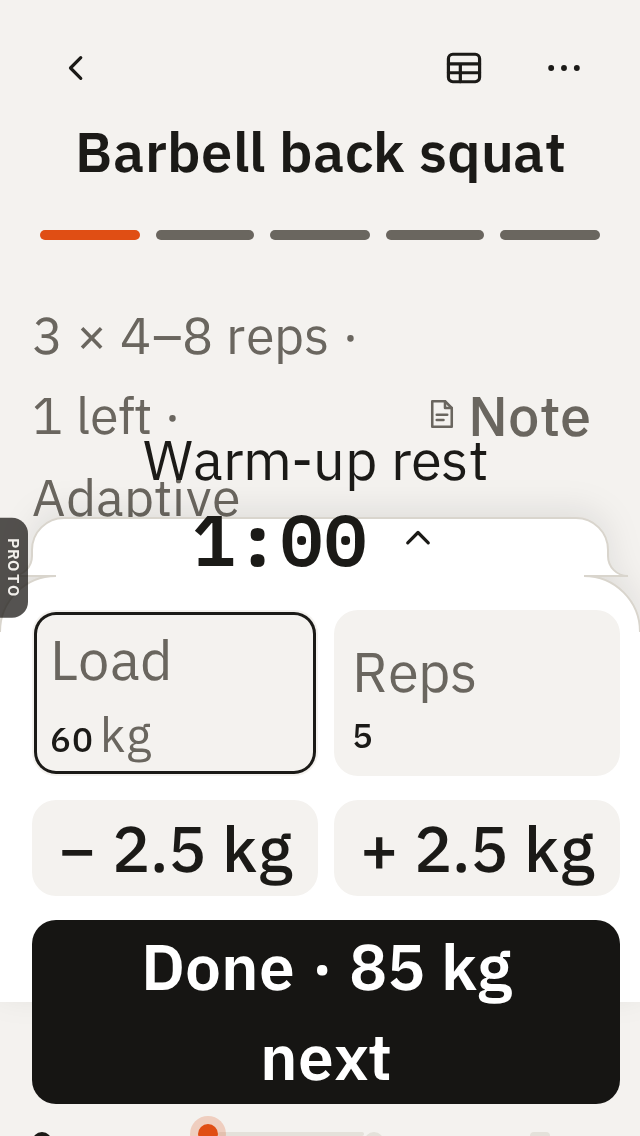 Barbell back squat
3 × 4–8 reps ·
1 left ·
Note
Adaptive
Warm-up rest
1:00
PROTO
Load
60 kg
Reps
5
– 2.5 kg
+ 2.5 kg
Done · 85 kg
next